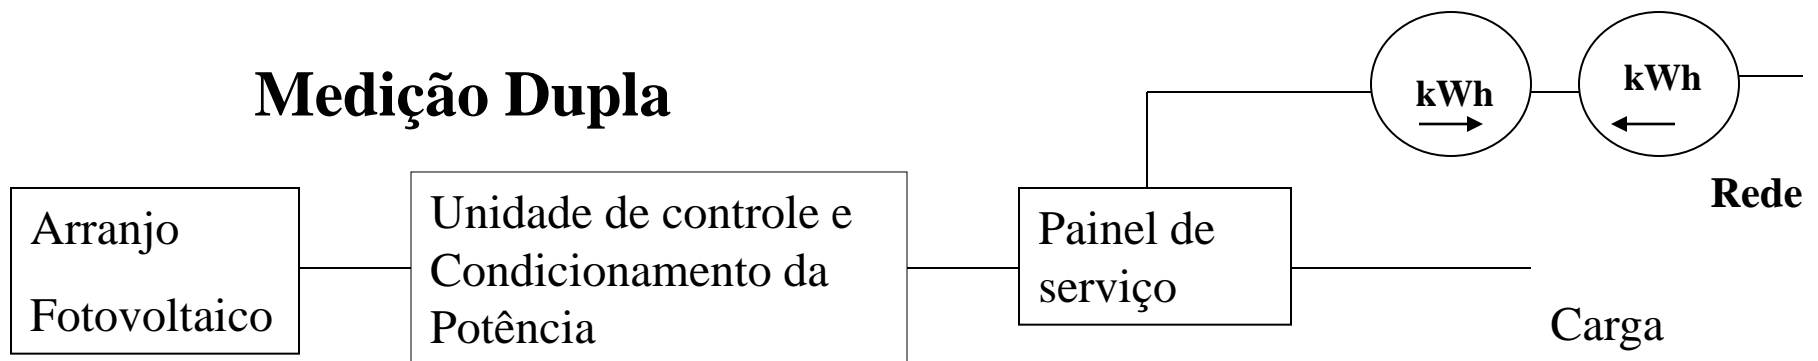 Medição Dupla
kWh
kWh
Rede
Arranjo
Fotovoltaico
Unidade de controle e
Condicionamento da
Potência
Painel de
serviço
Carga